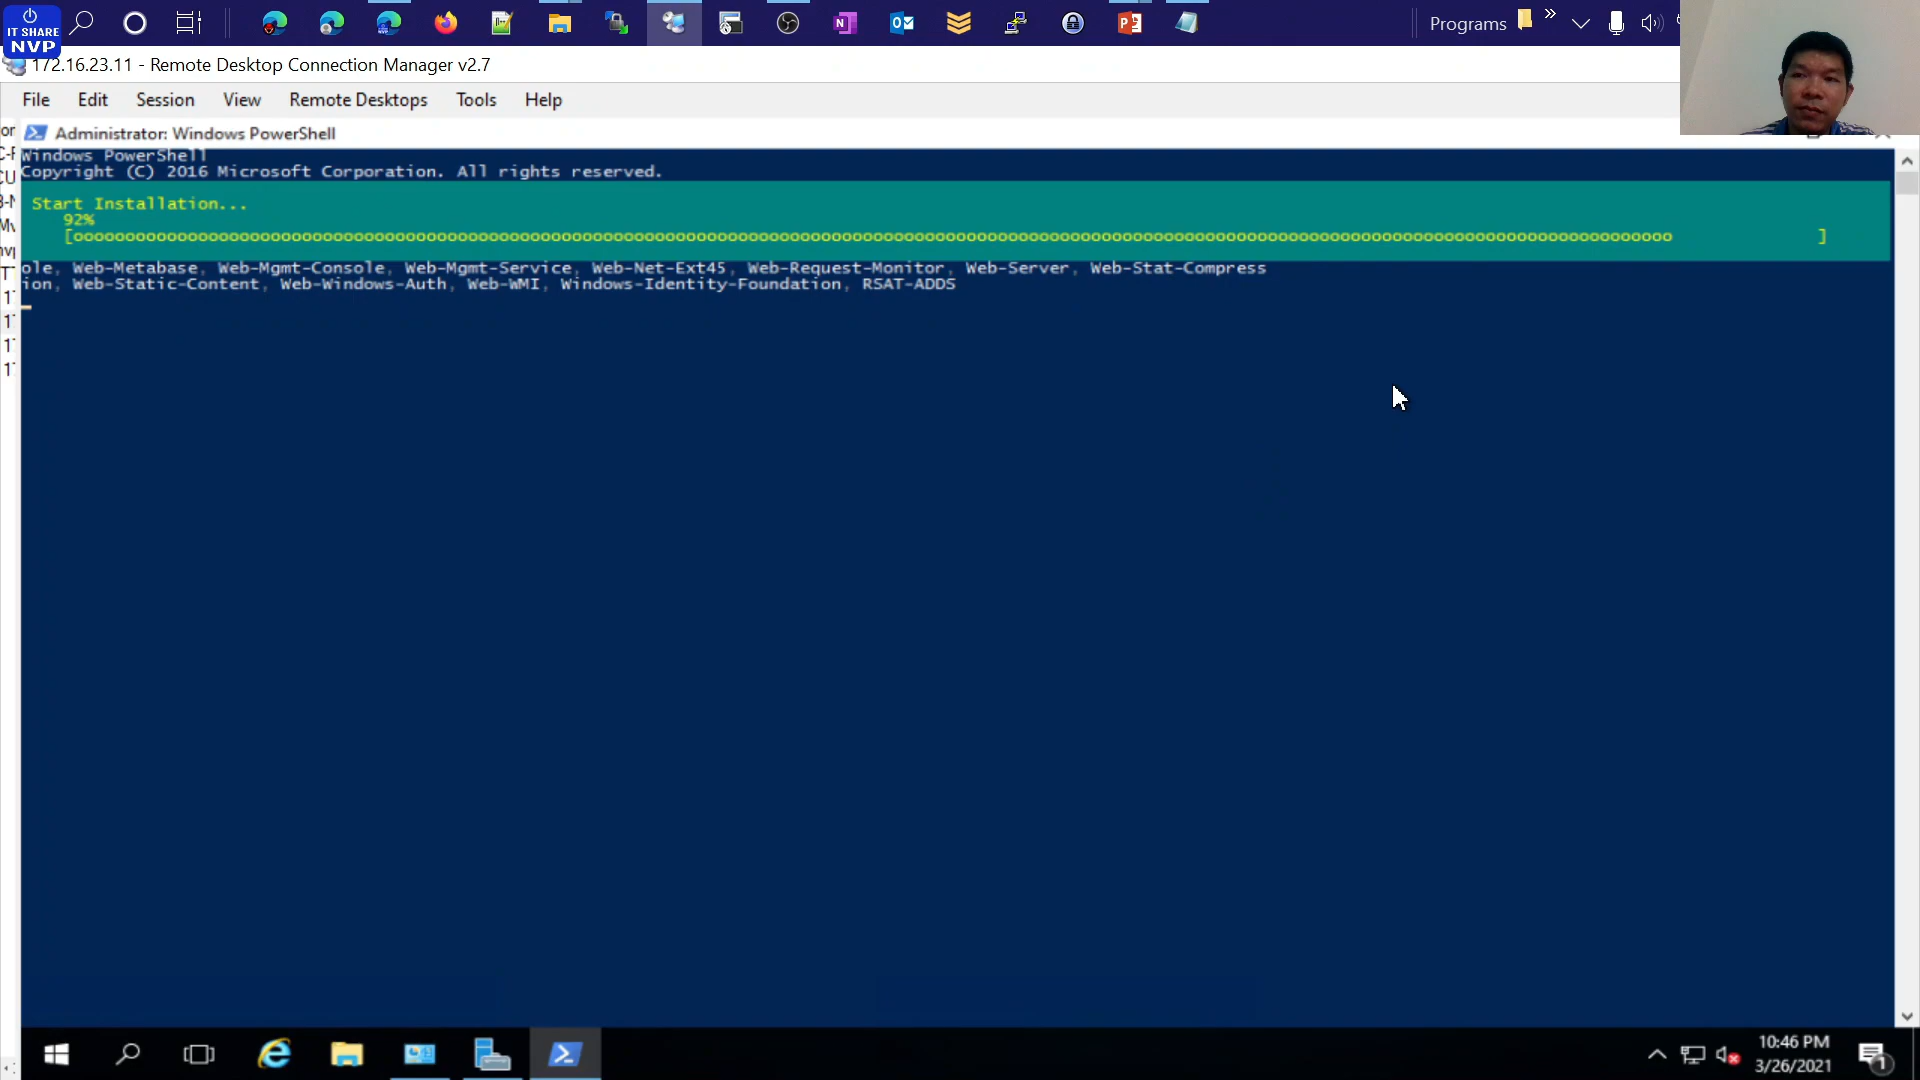 IT SHARE
NVP
Programs
172.16.23.11 - Remote Desktop Connection Manager v2.7
File Edit Session View Remote Desktops Tools Help
Administrator: Windows PowerShell
Windows PowerShell
Copyright (C) 2016 Microsoft Corporation. All rights reserved.
Start Installation...
92%
[oooooooooooooooooooooooooooooooooooooooooooooooooooooooooooooooooooooooooooooooooooooooooooooooooooooooooooooooooooooooooooooooooooooooooooooooooooooooooo ]
ole, Web-Metabase, Web-Mgmt-Console, Web-Mgmt-Service, Web-Net-Ext45, Web-Request-Monitor, Web-Server, Web-Stat-Compress
ion, Web-Static-Content, Web-Windows-Auth, Web-WMI, Windows-Identity-Foundation, RSAT-ADDS
10:46 PM
3/26/2021
1